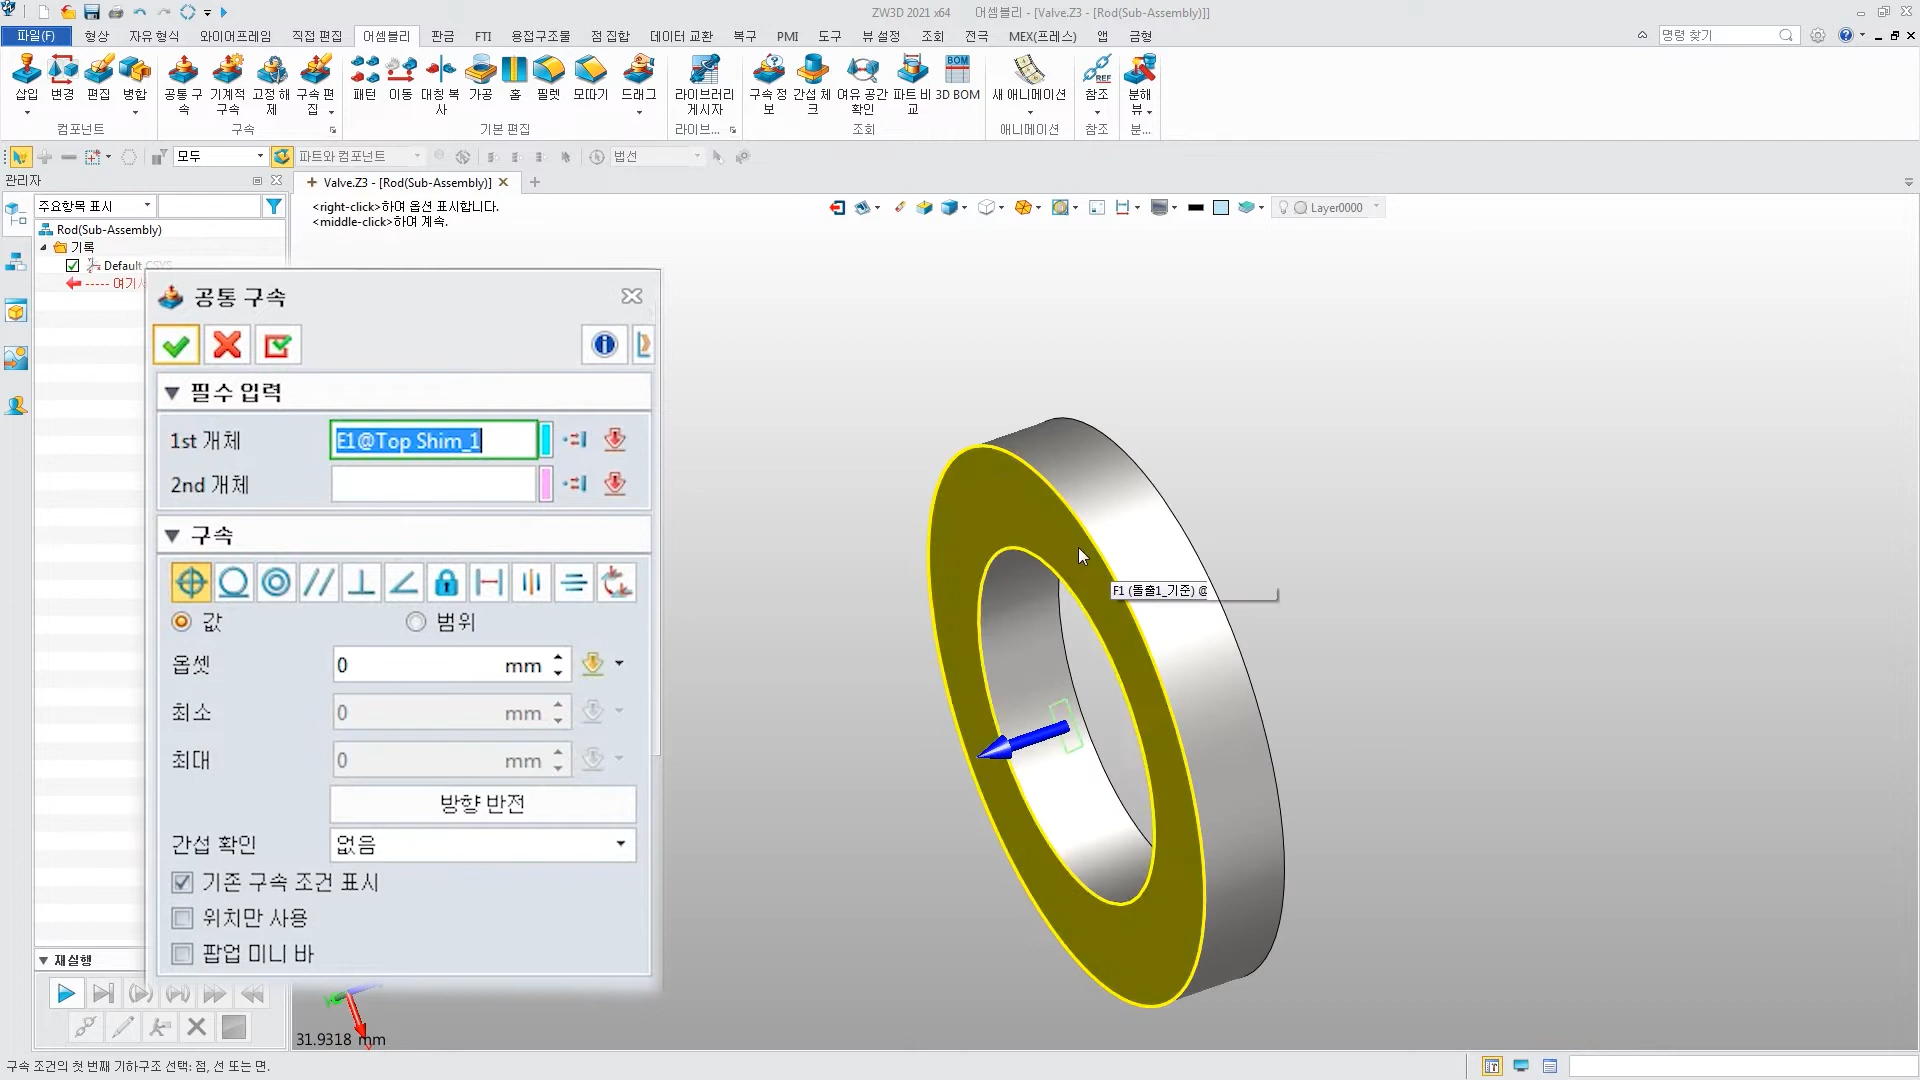 ZW3D 2021 x64 어셈블리 - [Valve.Z3 - [Rod(Sub-Assembly)]]
파일(F) 형상 자유 형식 와이어프레임 직접 편집 어셈블리 판금 FTI 용접구조물 점 집합 데이터 교환 복구 PMI 도구 뷰 설정 조회 전극 MEX(프레스) 앱 금형 명령 찾기
삽입 변경 편집 병합 공통 구속 기계적 구속 고정 해제 구속 편집 패턴 이동 대칭 복사 가공 홀 필렛 모따기 드래그 라이브러리 게시자 구속 정보 간섭 체크 여유 공간 확인 파트 비교 3D BOM 새 애니메이션 참조 분해 뷰
BOM
REF
컴포넌트 구속 기본 편집 라이브... 조회 애니메이션 참조 분...
모두 파트와 컴포넌트 법선
관리자
Valve.Z3 - [Rod(Sub-Assembly)]
주요항목 표시
<right-click>하여 옵션 표시합니다.
<middle-click>하여 계속.
Layer0000
Rod(Sub-Assembly)
기록
Default CSYS
----- 여기
공통 구속
필수 입력
1st 개체 E1@Top Shim_1
2nd 개체
구속
값 범위
옵셋 0 mm
최소 0 mm
최대 0 mm
방향 반전
간섭 확인 없음
기존 구속 조건 표시
위치만 사용
팝업 미니 바
F1 (돌출1_기준) @
재실행
31.9318 mm
구속 조건의 첫 번째 기하구조 선택: 점, 선 또는 면.